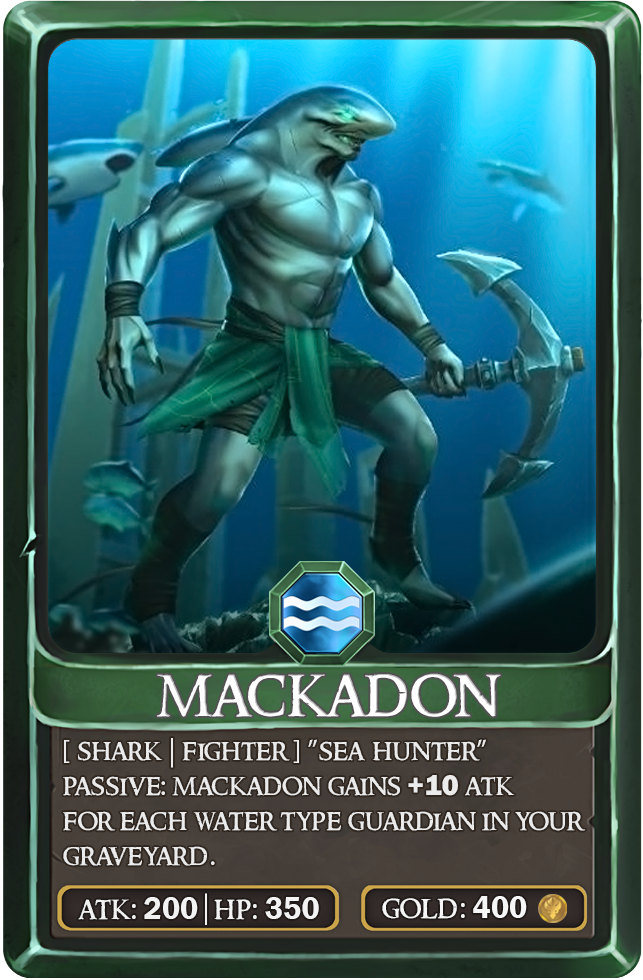 MACKADON
[ SHARK | FIGHTER ] "SEA HUNTER"
PASSIVE: MACKADON GAINS +10 ATK
FOR EACH WATER TYPE GUARDIAN IN YOUR
GRAVEYARD.
ATK: 200 | HP: 350 GOLD: 400